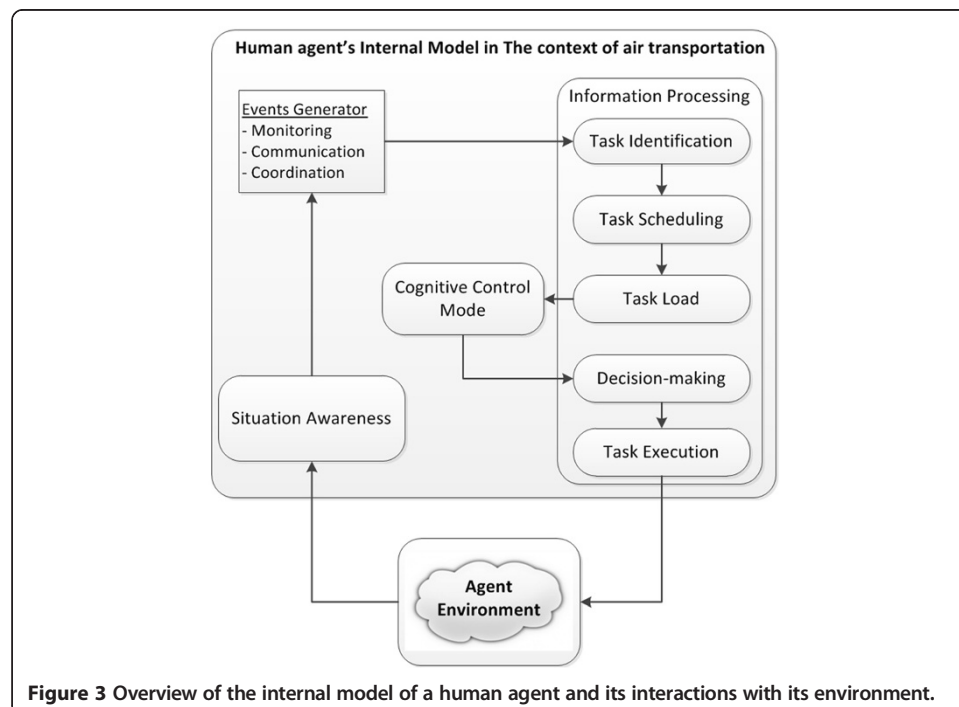 Human agent's Internal Model in The context of air transportation
Events Generator
- Monitoring
- Communication
- Coordination
Information Processing
Task Identification
Task Scheduling
Task Load
Cognitive Control
Mode
Decision-making
Task Execution
Situation Awareness
Agent
Environment
Figure 3 Overview of the internal model of a human agent and its interactions with its environment.